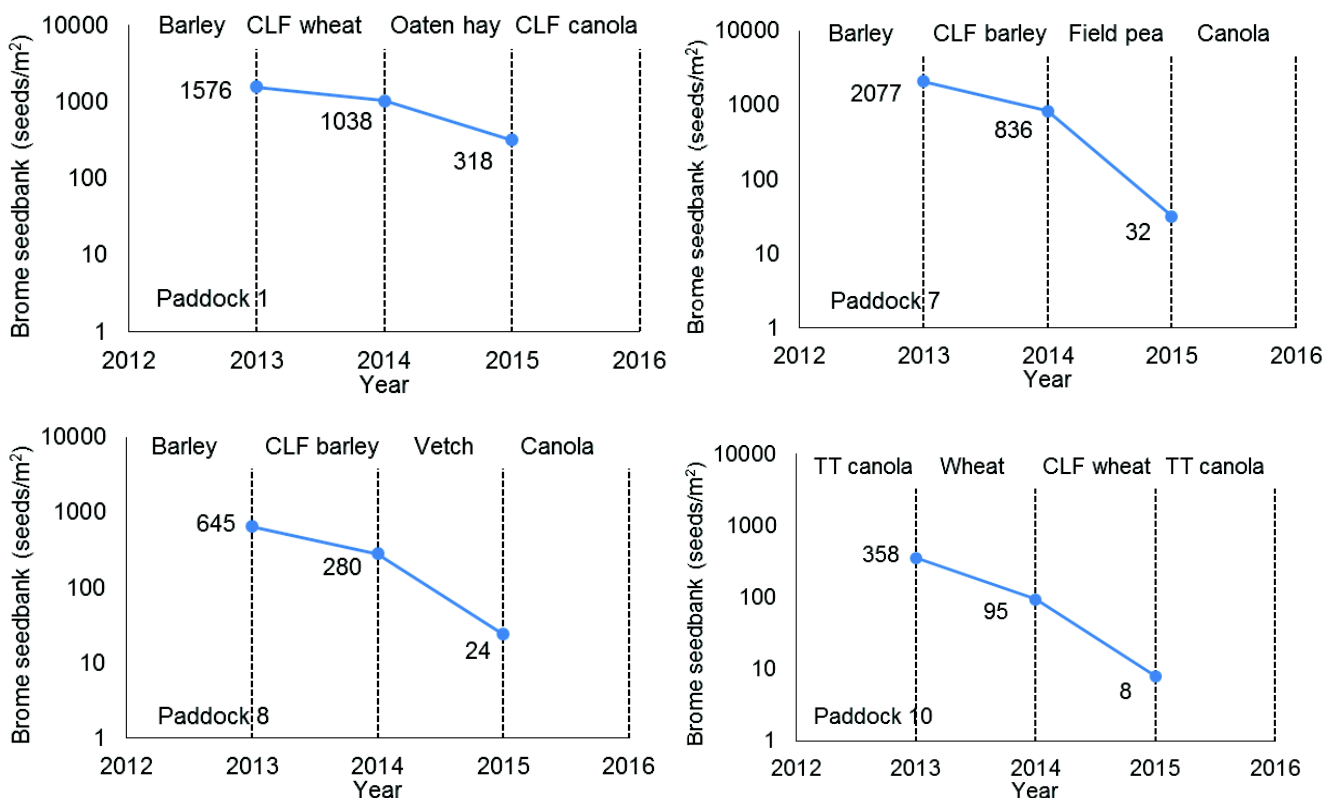 Brome seedbank (seeds/m²)
10000
1000
100
10
1
Barley CLF wheat Oaten hay CLF canola
1576
1038
318
Paddock 1
2012 2013 2014 2015 2016
Year
Brome seedbank (seeds/m²)
10000
1000
100
10
1
Barley CLF barley Field pea Canola
2077
836
32
Paddock 7
2012 2013 2014 2015 2016
Year
Brome seedbank (seeds/m²)
10000
1000
100
10
1
Barley CLF barley Vetch Canola
645
280
24
Paddock 8
2012 2013 2014 2015 2016
Year
Brome seedbank (seeds/m²)
10000
1000
100
10
1
TT canola Wheat CLF wheat TT canola
358
95
8
Paddock 10
2012 2013 2014 2015 2016
Year